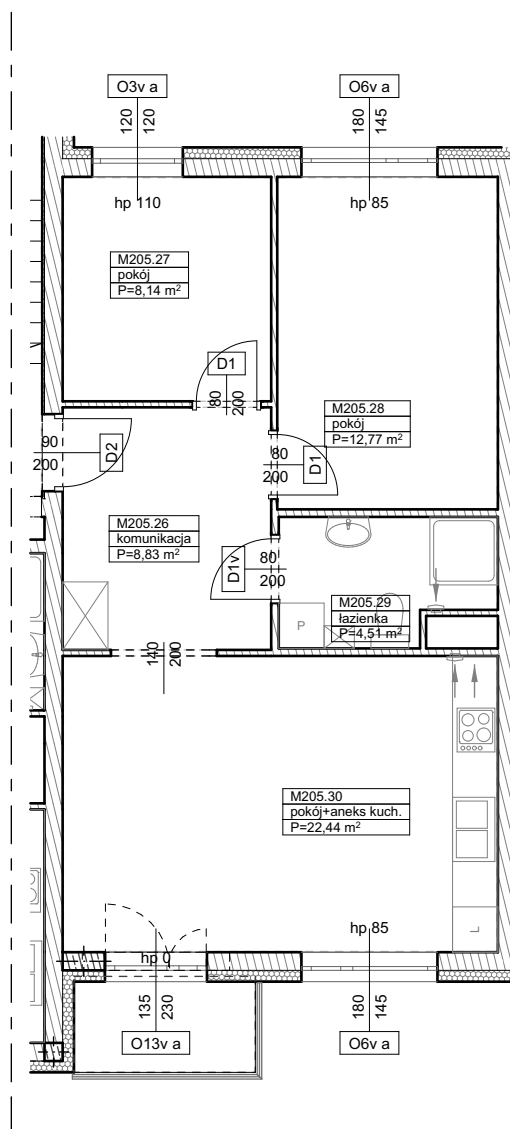 O3v a
120
120
O6v a
180
145
hp 110
hp 85
M205.27
pokój
P=8,14 m²
D1
80
200
M205.28
pokój
P=12,77 m²
90
200
D2
80
200
D1
M205.26
komunikacja
P=8,83 m²
D1v
80
200
M205.29
łazienka
P=4,51 m²
P
140
200
M205.30
pokój+aneks kuch.
P=22,44 m²
L
hp 0
hp 85
135
230
180
145
O13v a
O6v a